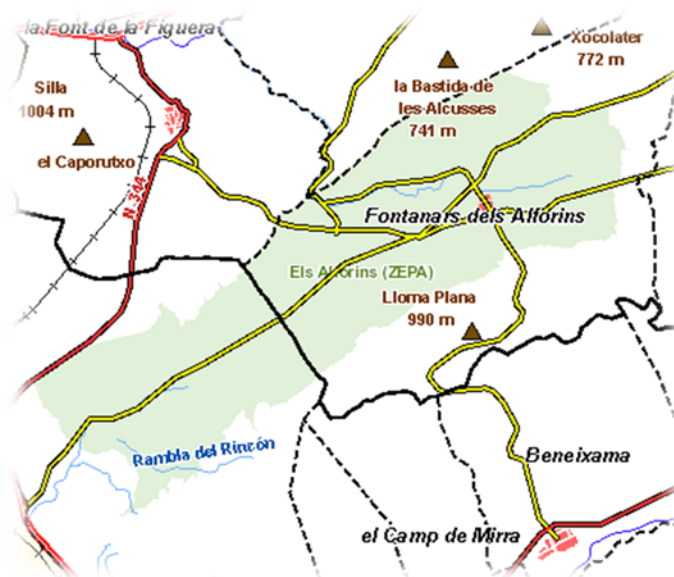 la Font de la Figuera
Xocolater
772 m
Silla
1004 m
la Bastida de
les Alcusses
741 m
el Caporutxo
N-344
Fontanars dels Alforins
Els Alforins (ZEPA)
Lloma Plana
990 m
Rambla del Rincón
Beneixama
el Camp de Mirra